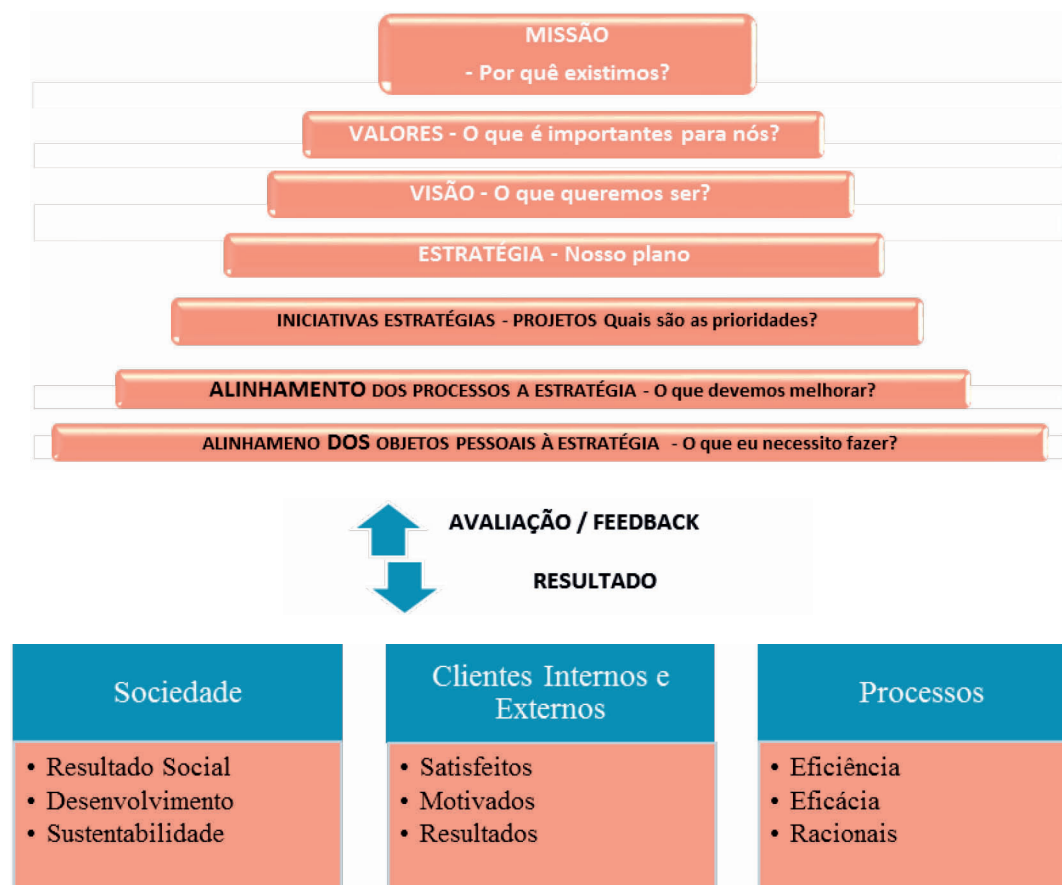 MISSÃO
- Por quê existimos?
VALORES - O que é importantes para nós?
VISÃO - O que queremos ser?
ESTRATÉGIA - Nosso plano
INICIATIVAS ESTRATÉGIAS - PROJETOS Quais são as prioridades?
ALINHAMENTO DOS PROCESSOS A ESTRATÉGIA - O que devemos melhorar?
ALINHAMENO DOS OBJETOS PESSOAIS À ESTRATÉGIA - O que eu necessito fazer?
AVALIAÇÃO / FEEDBACK
RESULTADO
Sociedade
• Resultado Social
• Desenvolvimento
• Sustentabilidade
Clientes Internos e
Externos
• Satisfeitos
• Motivados
• Resultados
Processos
• Eficiência
• Eficácia
• Racionais